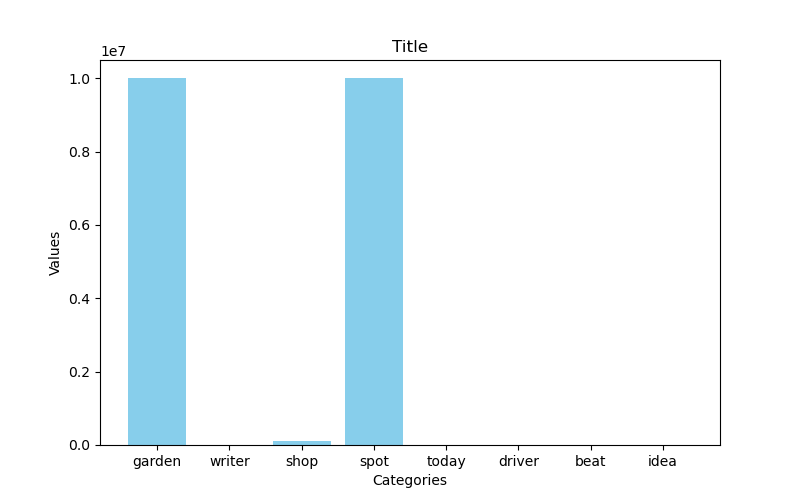 Title
1e7
1.0
0.8
0.6
0.4
0.2
0.0
Values
garden writer shop spot today driver beat idea
Categories